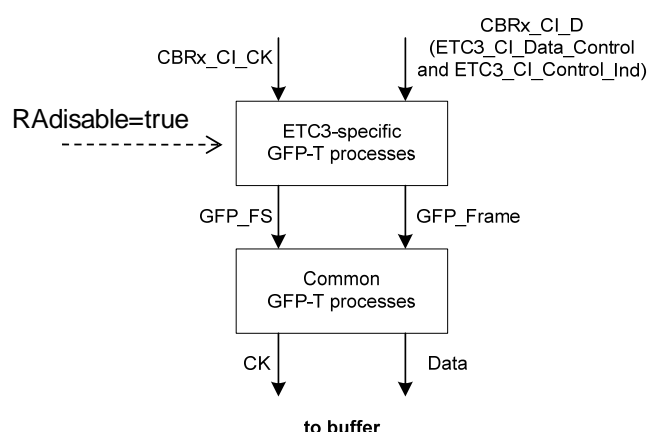 CBRx_CI_D
(ETC3_CI_Data_Control
and ETC3_CI_Control_Ind)
CBRx_CI_CK
RAdisable=true
ETC3-specific
GFP-T processes
GFP_FS
GFP_Frame
Common
GFP-T processes
CK
Data
to buffer